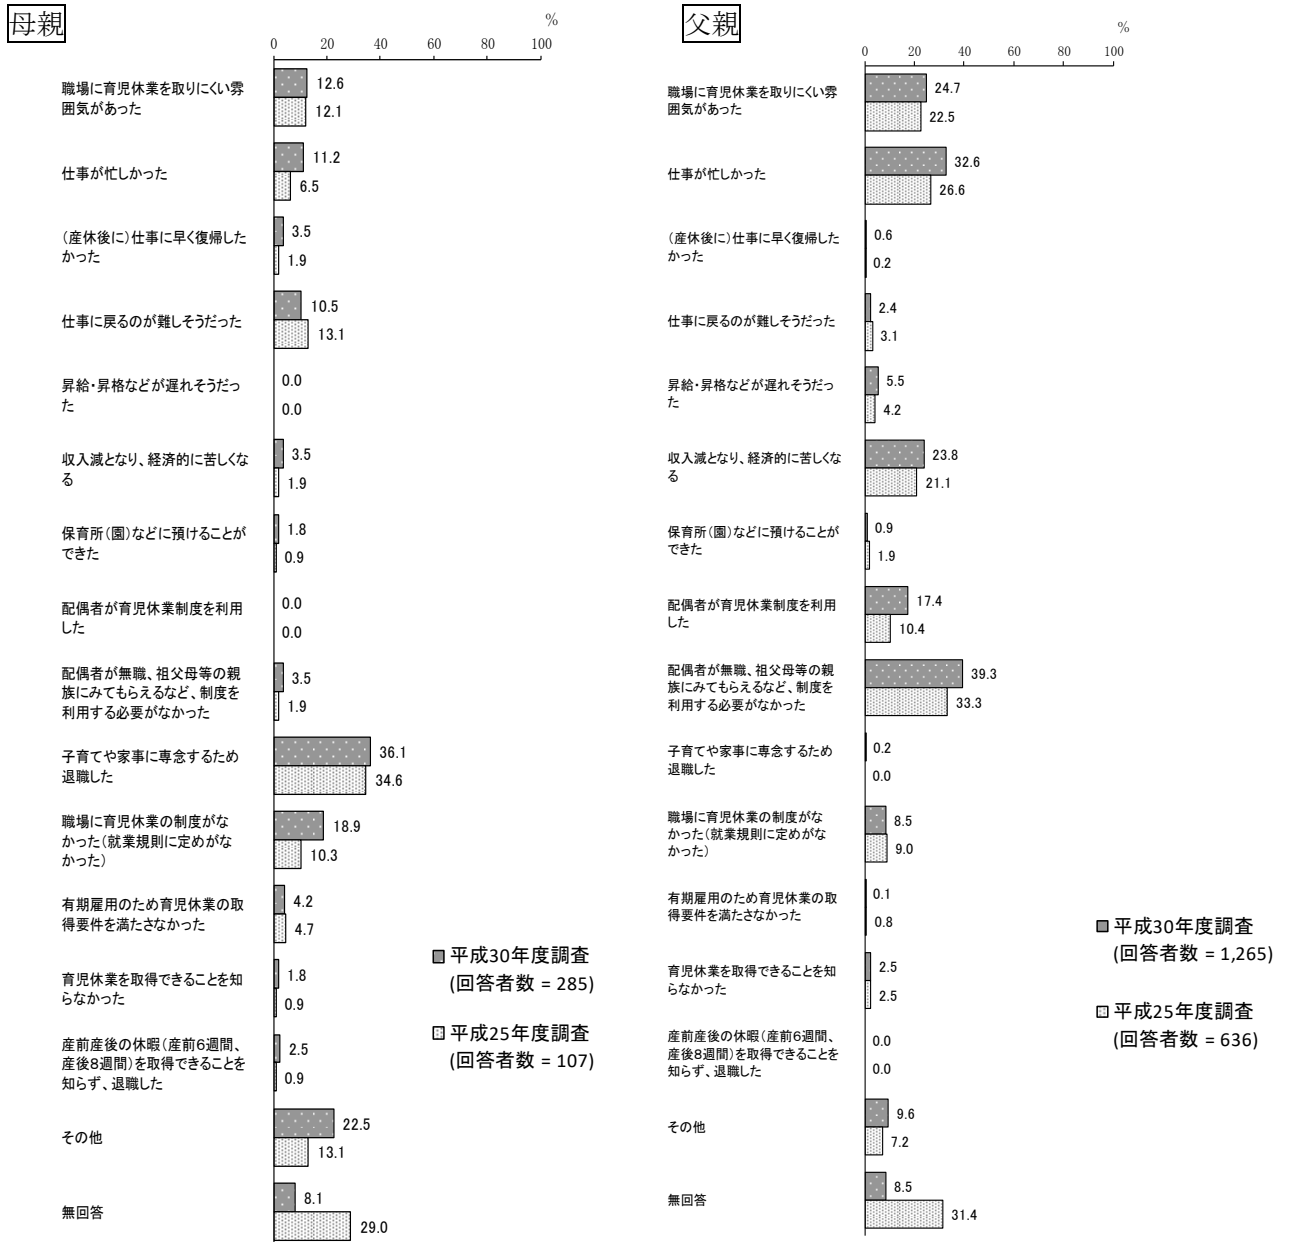 母親
%
0 20 40 60 80 100
職場に育児休業を取りにくい雰
囲気があった
12.6
12.1
仕事が忙しかった
11.2
6.5
（産休後に）仕事に早く復帰した
かった
3.5
1.9
仕事に戻るのが難しそうだった
10.5
13.1
昇給・昇格などが遅れそうだっ
た
0.0
0.0
収入減となり、経済的に苦しくな
る
3.5
1.9
保育所（園）などに預けることが
できた
1.8
0.9
配偶者が育児休業制度を利用
した
0.0
0.0
配偶者が無職、祖父母等の親
族にみてもらえるなど、制度を
利用する必要がなかった
3.5
1.9
子育てや家事に専念するため
退職した
36.1
34.6
職場に育児休業の制度がな
かった（就業規則に定めがな
かった）
18.9
10.3
有期雇用のため育児休業の取
得要件を満たさなかった
4.2
4.7
育児休業を取得できることを知
らなかった
1.8
0.9
産前産後の休暇（産前6週間、
産後8週間）を取得できることを
知らず、退職した
2.5
0.9
その他
22.5
13.1
無回答
8.1
29.0
平成30年度調査
(回答者数 = 285)
平成25年度調査
(回答者数 = 107)
父親
%
0 20 40 60 80 100
職場に育児休業を取りにくい雰
囲気があった
24.7
22.5
仕事が忙しかった
32.6
26.6
（産休後に）仕事に早く復帰した
かった
0.6
0.2
仕事に戻るのが難しそうだった
2.4
3.1
昇給・昇格などが遅れそうだっ
た
5.5
4.2
収入減となり、経済的に苦しくな
る
23.8
21.1
保育所（園）などに預けることが
できた
0.9
1.9
配偶者が育児休業制度を利用
した
17.4
10.4
配偶者が無職、祖父母等の親
族にみてもらえるなど、制度を
利用する必要がなかった
39.3
33.3
子育てや家事に専念するため
退職した
0.2
0.0
職場に育児休業の制度がな
かった（就業規則に定めがな
かった）
8.5
9.0
有期雇用のため育児休業の取
得要件を満たさなかった
0.1
0.8
育児休業を取得できることを知
らなかった
2.5
2.5
産前産後の休暇（産前6週間、
産後8週間）を取得できることを
知らず、退職した
0.0
0.0
その他
9.6
7.2
無回答
8.5
31.4
平成30年度調査
(回答者数 = 1,265)
平成25年度調査
(回答者数 = 636)